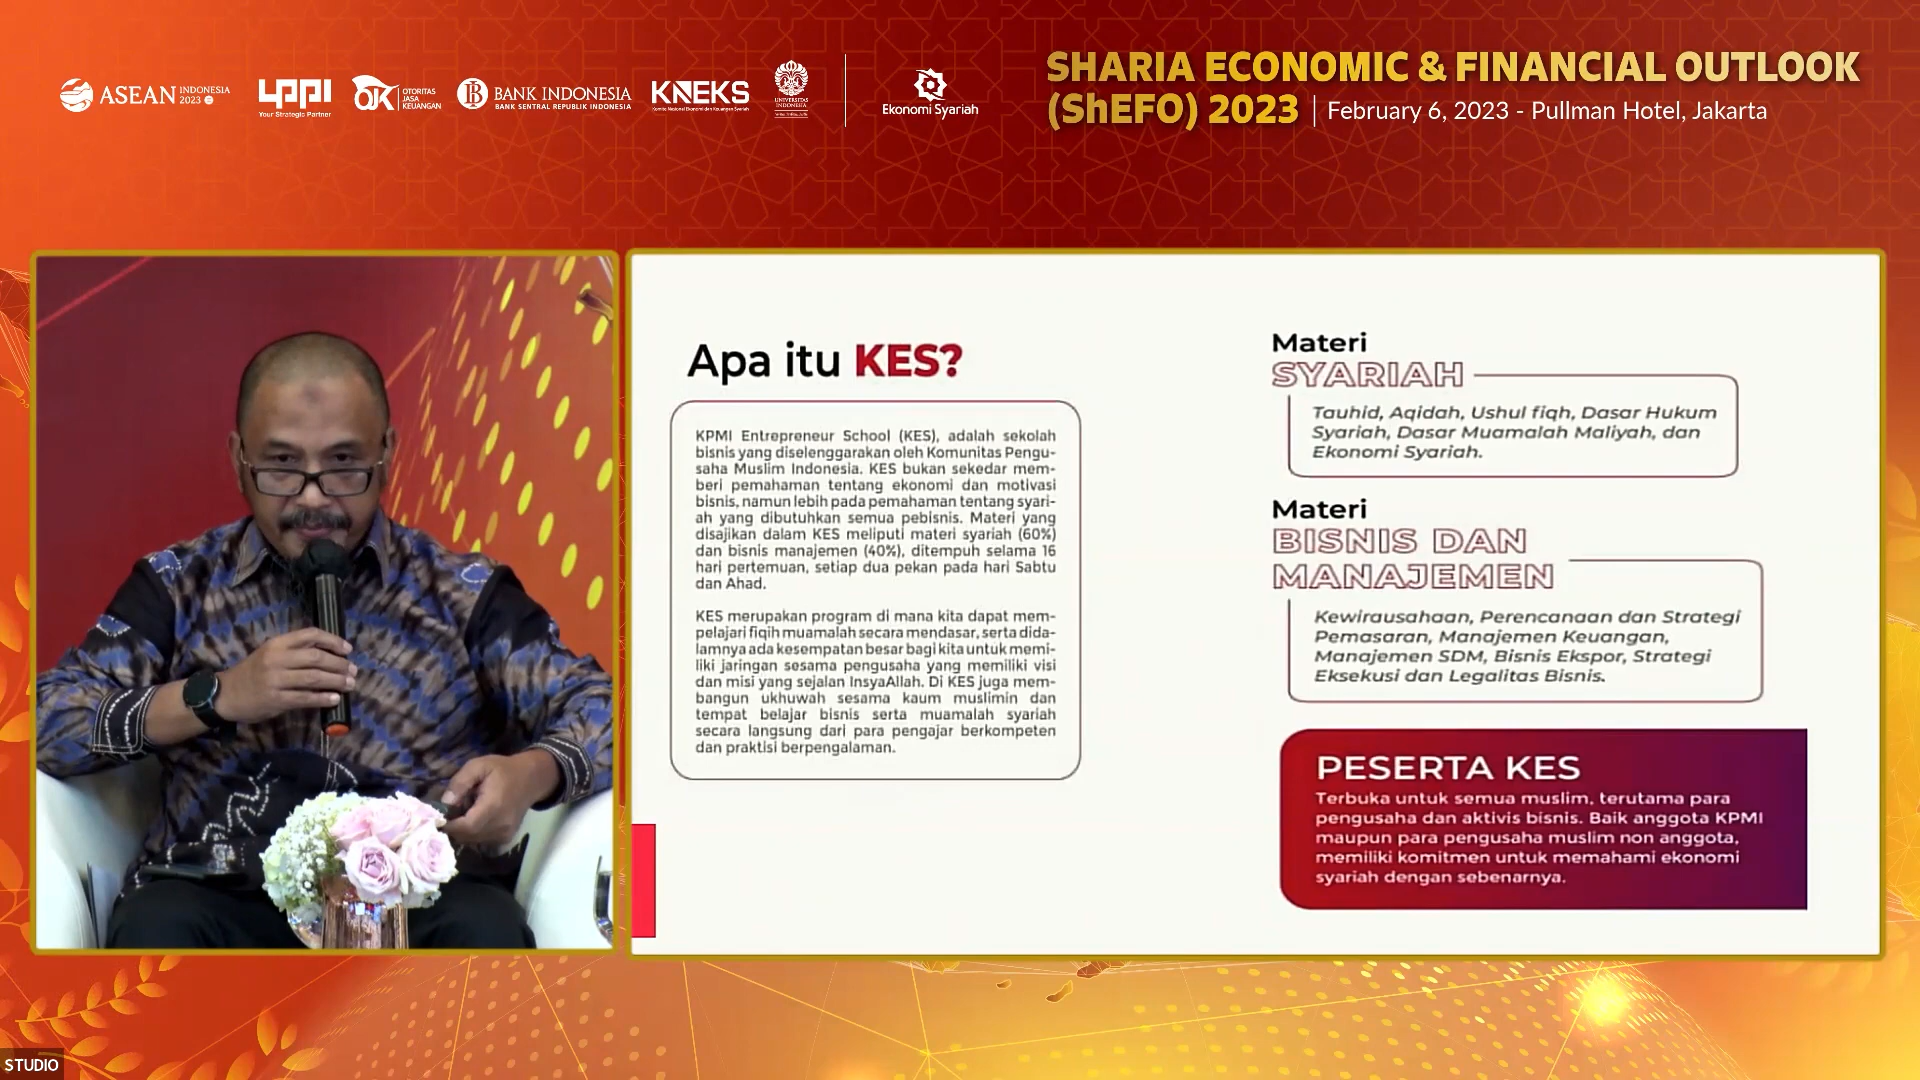 ASEAN INDONESIA 2023
LPPI
Your Strategic Partner
OJK OTORITAS JASA KEUANGAN
BANK INDONESIA
BANK SENTRAL REPUBLIK INDONESIA
KNEKS
Komite Nasional Ekonomi dan Keuangan Syariah
UNIVERSITAS INDONESIA
Ekonomi Syariah
SHARIA ECONOMIC & FINANCIAL OUTLOOK
(ShEFO) 2023 | February 6, 2023 - Pullman Hotel, Jakarta
Apa itu KES?
KPMI Entrepreneur School (KES), adalah sekolah
bisnis yang diselenggarakan oleh Komunitas Pengu-
saha Muslim Indonesia. KES bukan sekedar mem-
beri pemahaman tentang ekonomi dan motivasi
bisnis, namun lebih pada pemahaman tentang syari-
ah yang dibutuhkan semua pebisnis. Materi yang
disajikan dalam KES meliputi materi syariah (60%)
dan bisnis manajemen (40%), ditempuh selama 16
hari pertemuan, setiap dua pekan pada hari Sabtu
dan Ahad.
KES merupakan program di mana kita dapat mem-
pelajari fiqih muamalah secara mendasar, serta dida-
lamnya ada kesempatan besar bagi kita untuk memi-
liki jaringan sesama pengusaha yang memiliki visi
dan misi yang sejalan InsyaAllah. Di KES juga mem-
bangun ukhuwah sesama kaum muslimin dan
tempat belajar bisnis serta muamalah syariah
secara langsung dari para pengajar berkompeten
dan praktisi berpengalaman.
Materi
SYARIAH
Tauhid, Aqidah, Ushul fiqh, Dasar Hukum
Syariah, Dasar Muamalah Maliyah, dan
Ekonomi Syariah.
Materi
BISNIS DAN
MANAJEMEN
Kewirausahaan, Perencanaan dan Strategi
Pemasaran, Manajemen Keuangan,
Manajemen SDM, Bisnis Ekspor, Strategi
Eksekusi dan Legalitas Bisnis.
PESERTA KES
Terbuka untuk semua muslim, terutama para
pengusaha dan aktivis bisnis. Baik anggota KPMI
maupun para pengusaha muslim non anggota,
memiliki komitmen untuk memahami ekonomi
syariah dengan sebenarnya.
STUDIO